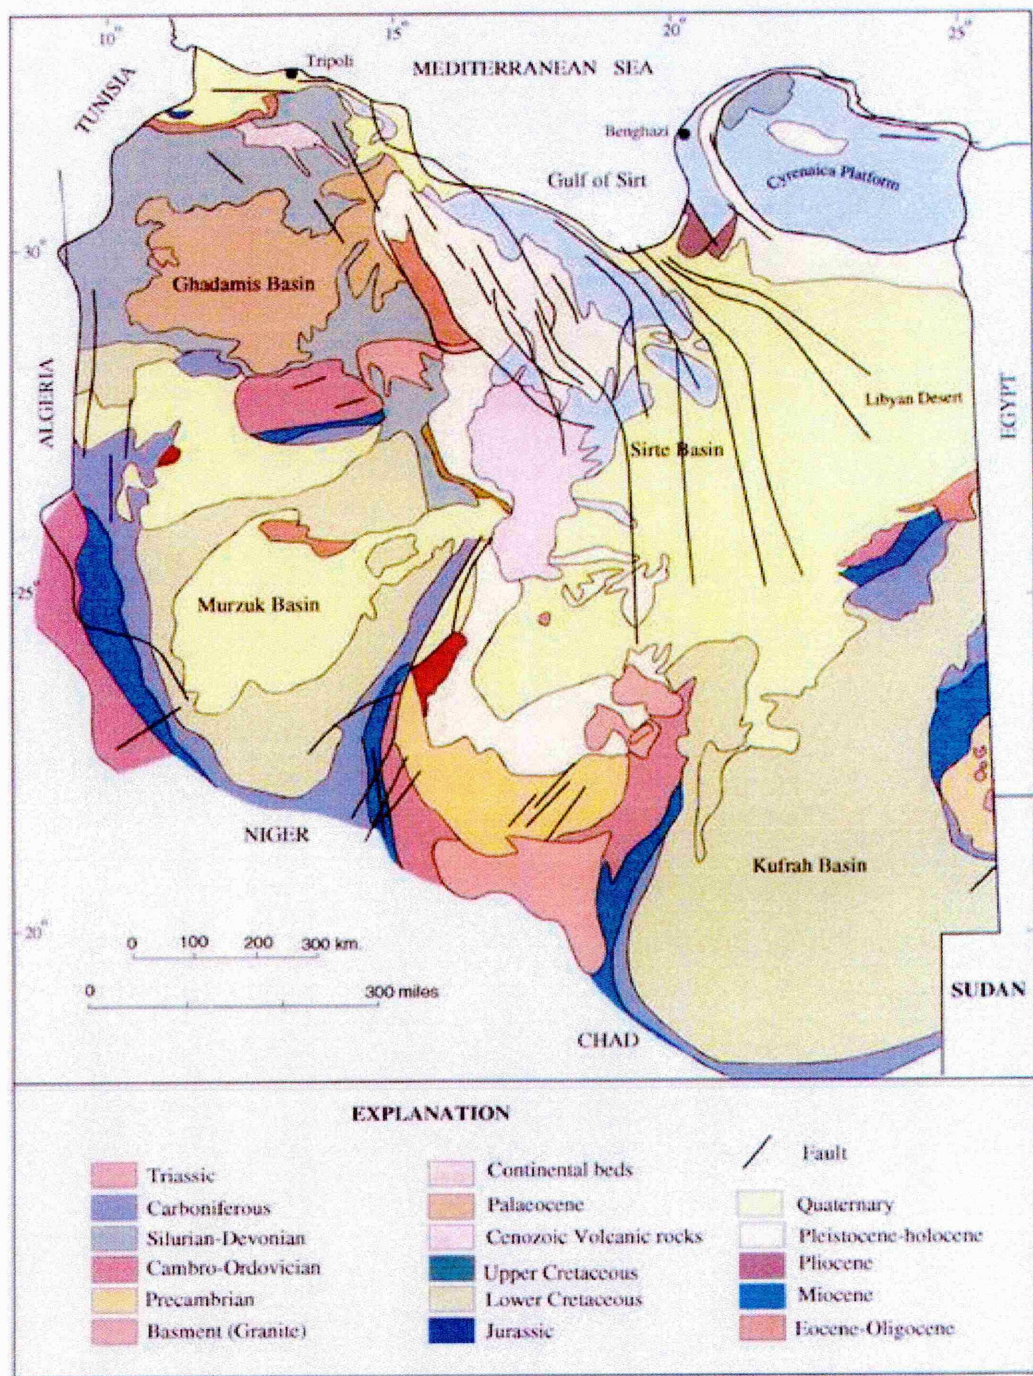 10°
15°
20°
25°
Tripoli
MEDITERRANEAN SEA
TUNISIA
Benghazi
Gulf of Sirt
Cyrenaica Platform
30°
Ghadamis Basin
ALGERIA
Libyan Desert
EGYPT
Sirte Basin
25°
Murzuk Basin
NIGER
Kufrah Basin
20°
0 100 200 300 km.
0 300 miles
SUDAN
CHAD
EXPLANATION
Triassic
Carboniferous
Silurian-Devonian
Cambro-Ordovician
Precambrian
Basment (Granite)
Continental beds
Palaeocene
Cenozoic Volcanic rocks
Upper Cretaceous
Lower Cretaceous
Jurassic
Fault
Quaternary
Pleistocene-holocene
Pliocene
Miocene
Eocene-Oligocene